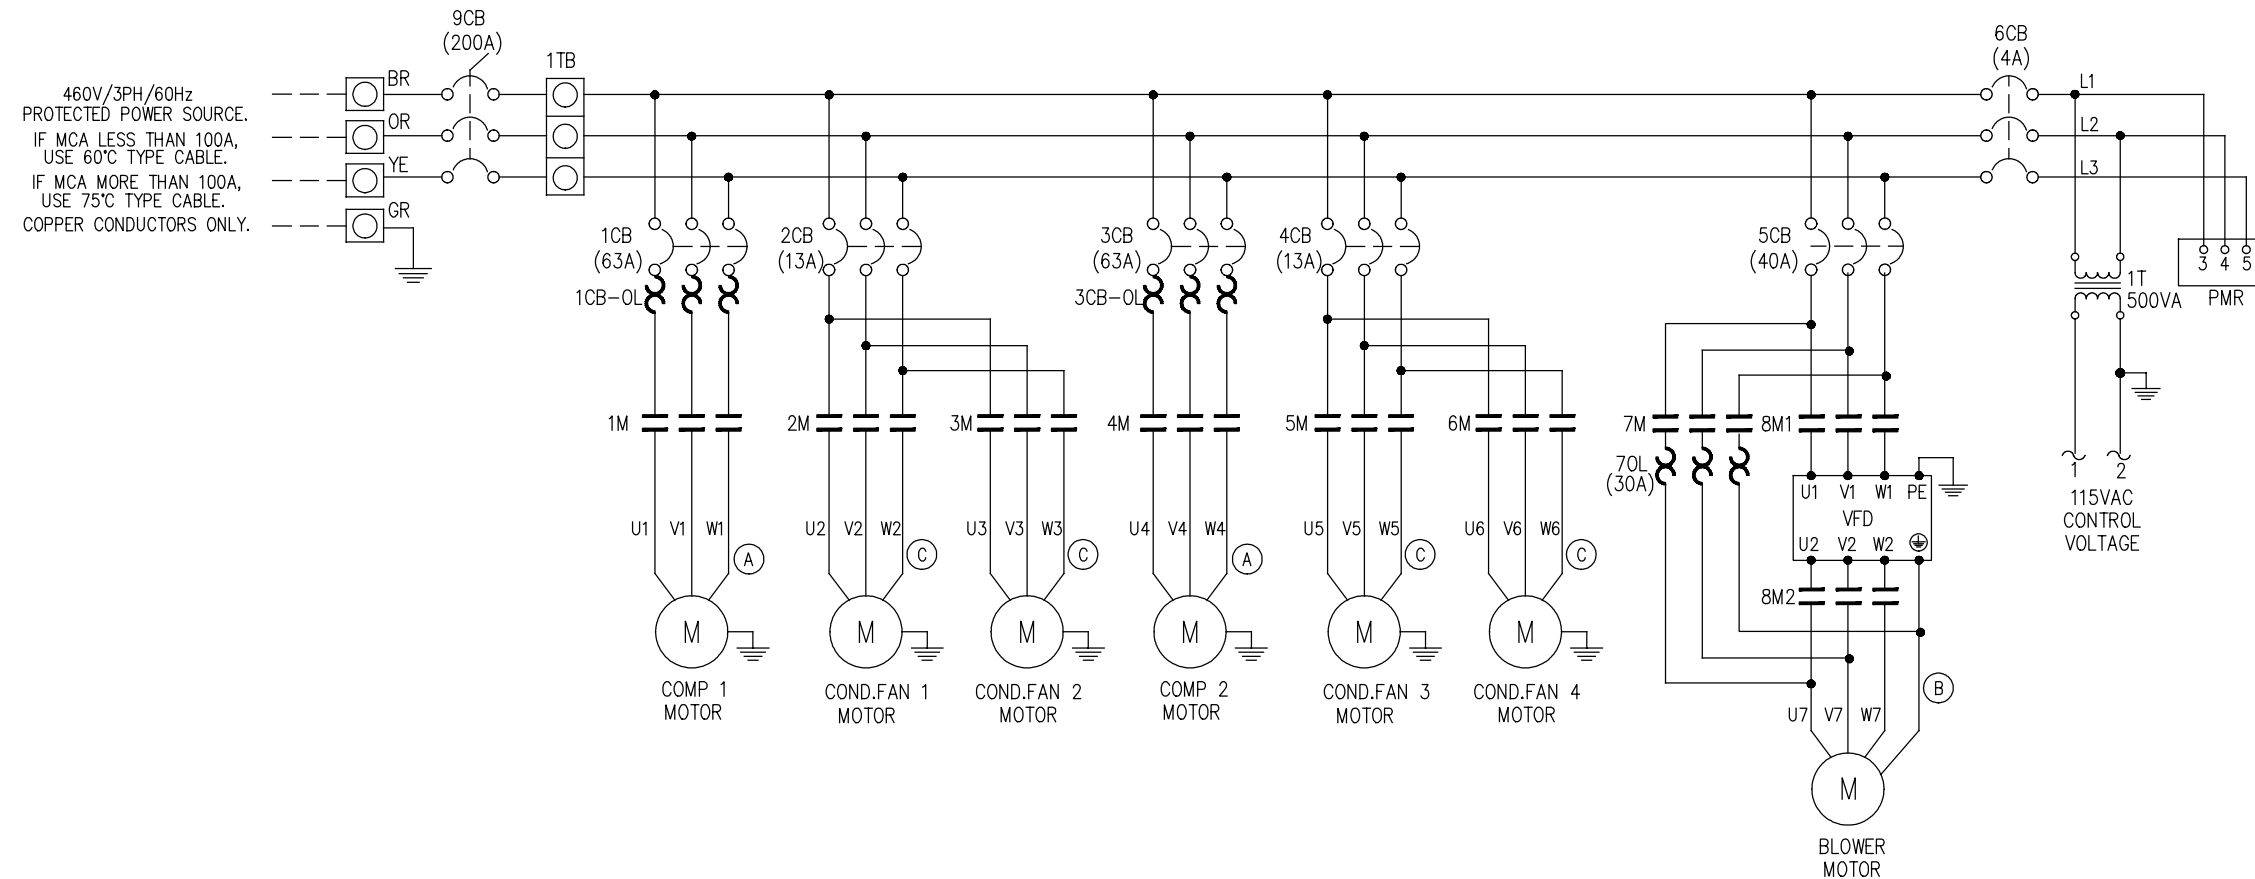 9CB
(200A)
1TB
6CB
(4A)
BR
460V/3PH/60Hz
PROTECTED POWER SOURCE.
OR
IF MCA LESS THAN 100A,
USE 60°C TYPE CABLE.
YE
IF MCA MORE THAN 100A,
USE 75°C TYPE CABLE.
GR
COPPER CONDUCTORS ONLY.
L1
L2
L3
1CB
(63A)
2CB
(13A)
3CB
(63A)
4CB
(13A)
5CB
(40A)
1CB-OL
3CB-OL
3 4 5
PMR
1T
500VA
1M
2M
3M
4M
5M
6M
7M
8M1
7OL
(30A)
1 2
115VAC
CONTROL
VOLTAGE
U1 V1 W1 PE
VFD
U2 V2 W2
8M2
U1 V1 W1
A
U2 V2 W2
C
U3 V3 W3
C
U4 V4 W4
A
U5 V5 W5
C
U6 V6 W6
C
M
M
M
M
M
M
COMP 1
MOTOR
COND.FAN 1
MOTOR
COND.FAN 2
MOTOR
COMP 2
MOTOR
COND.FAN 3
MOTOR
COND.FAN 4
MOTOR
B
U7 V7 W7
M
BLOWER
MOTOR